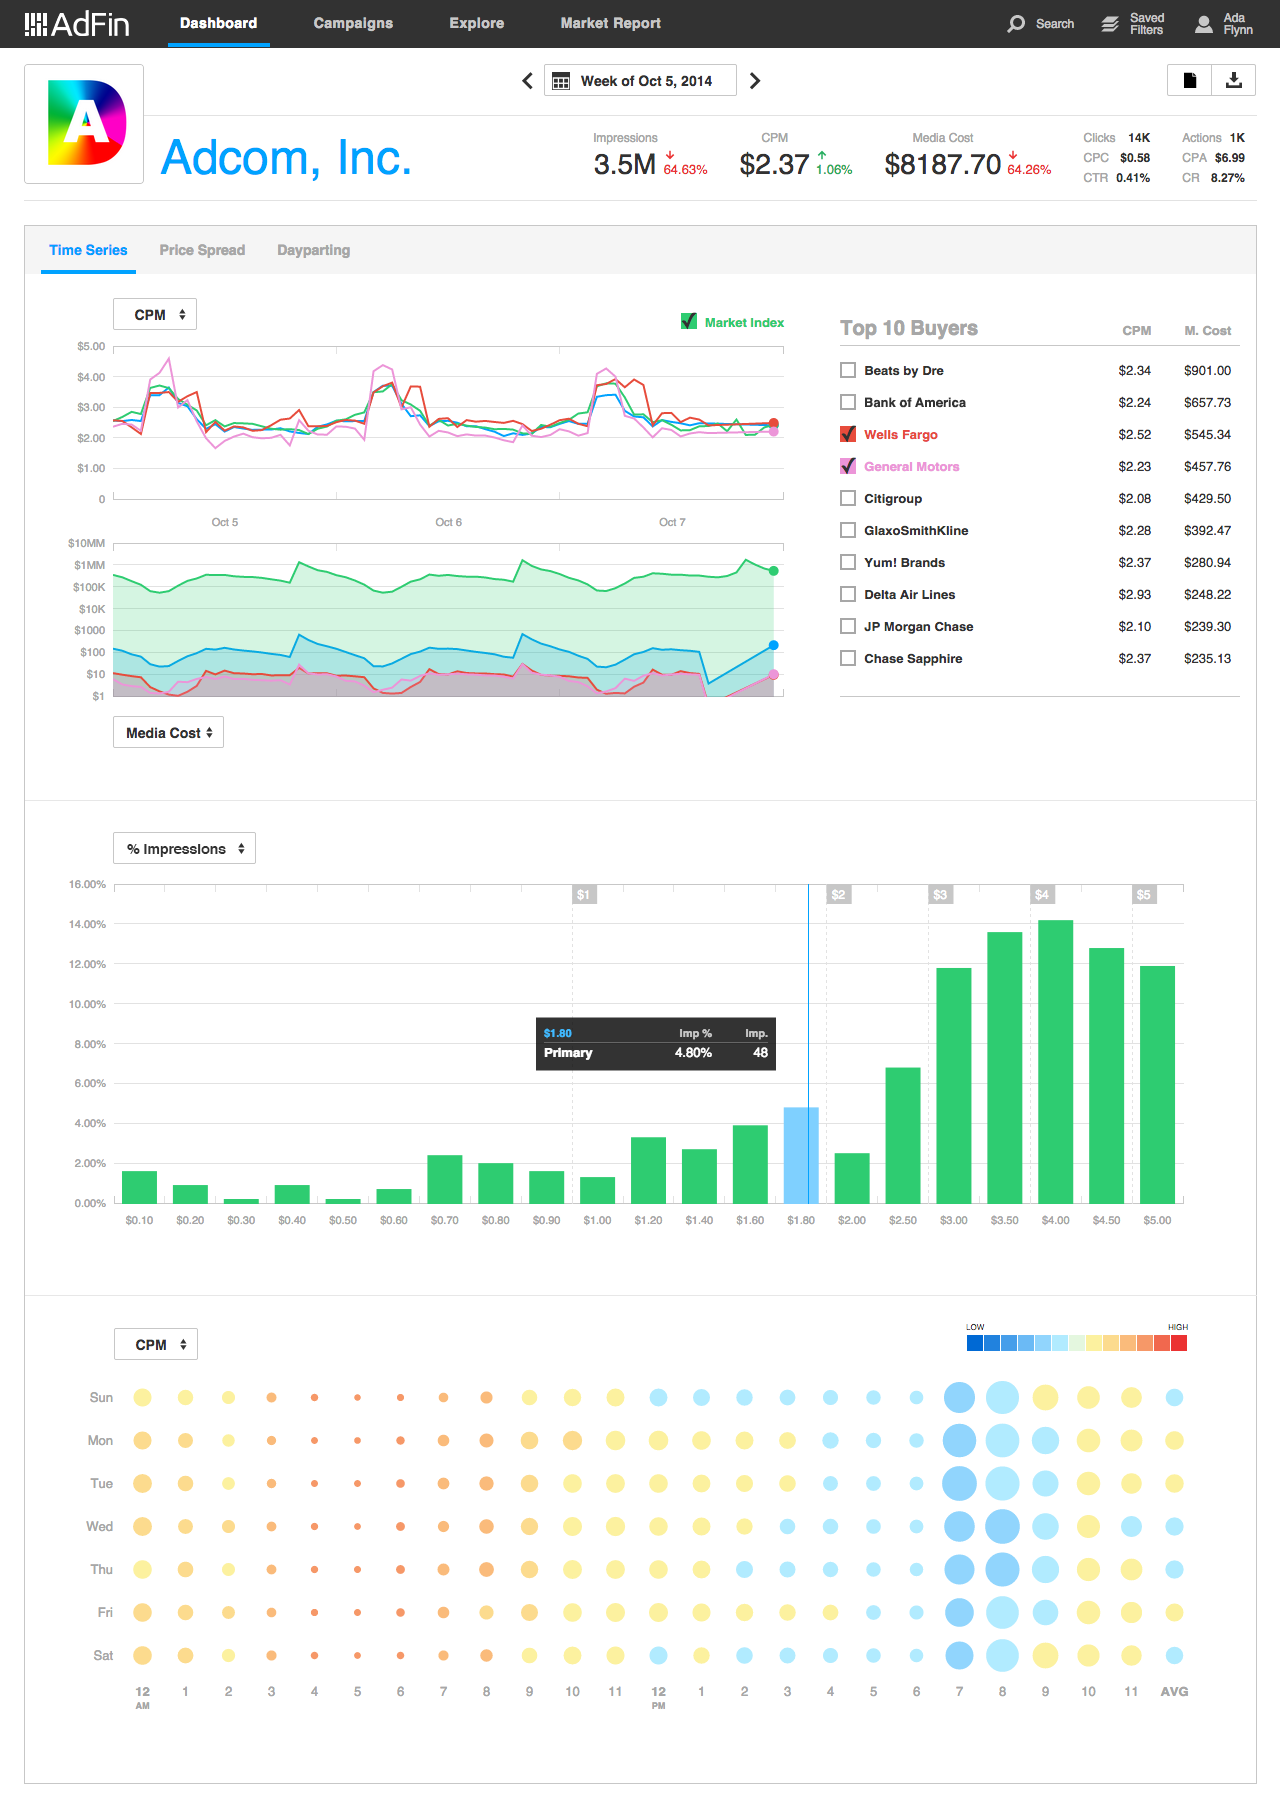 AdFin
Dashboard Campaigns Explore Market Report
Search
Saved Filters
Ada Flynn
A
Week of Oct 5, 2014
Adcom, Inc.
Impressions
3.5M 64.63%
CPM
$2.37 1.06%
Media Cost
$8187.70 64.26%
Clicks 14K
CPC $0.58
CTR 0.41%
Actions 1K
CPA $6.99
CR 8.27%
Time Series Price Spread Dayparting
CPM
Market Index
$5.00
$4.00
$3.00
$2.00
$1.00
0
Oct 5 Oct 6 Oct 7
$10MM
$1MM
$100K
$10K
$1000
$100
$10
$1
Media Cost
Top 10 Buyers CPM M. Cost
Beats by Dre $2.34 $901.00
Bank of America $2.24 $657.73
Wells Fargo $2.52 $545.34
General Motors $2.23 $457.76
Citigroup $2.08 $429.50
GlaxoSmithKline $2.28 $392.47
Yum! Brands $2.37 $280.94
Delta Air Lines $2.93 $248.22
JP Morgan Chase $2.10 $239.30
Chase Sapphire $2.37 $235.13
% Impressions
16.00%
14.00%
12.00%
10.00%
8.00%
6.00%
4.00%
2.00%
0.00%
$1 $2 $3 $4 $5
$1.80 Imp % Imp.
Primary 4.80% 48
$0.10 $0.20 $0.30 $0.40 $0.50 $0.60 $0.70 $0.80 $0.90 $1.00 $1.20 $1.40 $1.60 $1.80 $2.00 $2.50 $3.00 $3.50 $4.00 $4.50 $5.00
CPM
LOW HIGH
Sun
Mon
Tue
Wed
Thu
Fri
Sat
12 1 2 3 4 5 6 7 8 9 10 11 12 1 2 3 4 5 6 7 8 9 10 11 AVG
AM PM